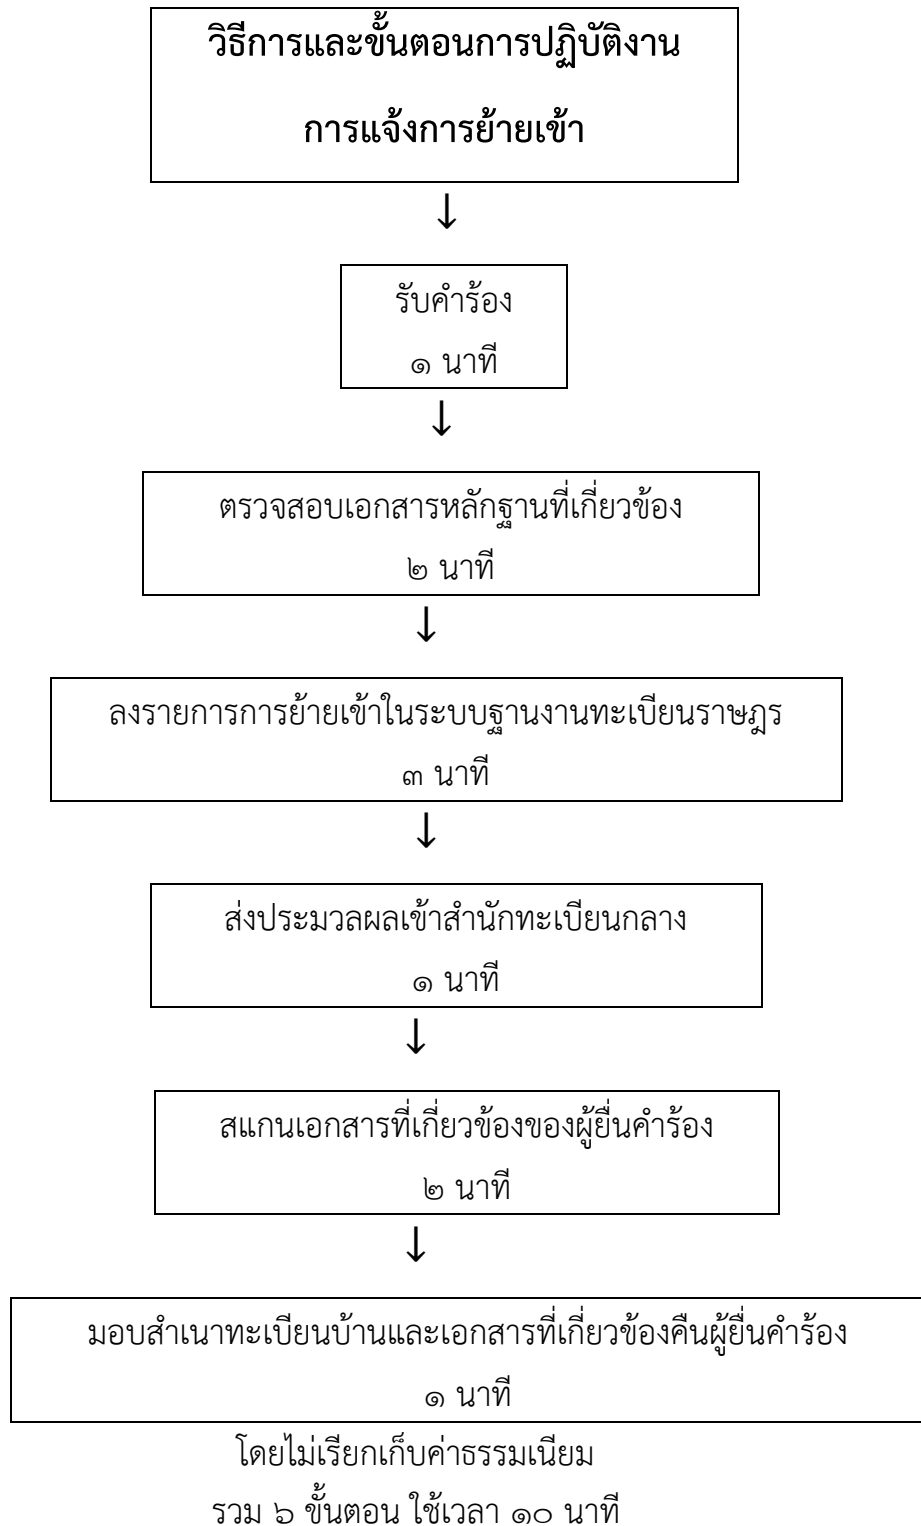 วิธีการและขั้นตอนการปฏิบัติงาน
การแจ้งการย้ายเข้า
↓
รับคำร้อง
๑ นาที
↓
ตรวจสอบเอกสารหลักฐานที่เกี่ยวข้อง
๒ นาที
↓
ลงรายการการย้ายเข้าในระบบฐานงานทะเบียนราษฎร
๓ นาที
↓
ส่งประมวลผลเข้าสำนักทะเบียนกลาง
๑ นาที
↓
สแกนเอกสารที่เกี่ยวข้องของผู้ยื่นคำร้อง
๒ นาที
↓
มอบสำเนาทะเบียนบ้านและเอกสารที่เกี่ยวข้องคืนผู้ยื่นคำร้อง
๑ นาที
โดยไม่เรียกเก็บค่าธรรมเนียม
รวม ๖ ขั้นตอน ใช้เวลา ๑๐ นาที